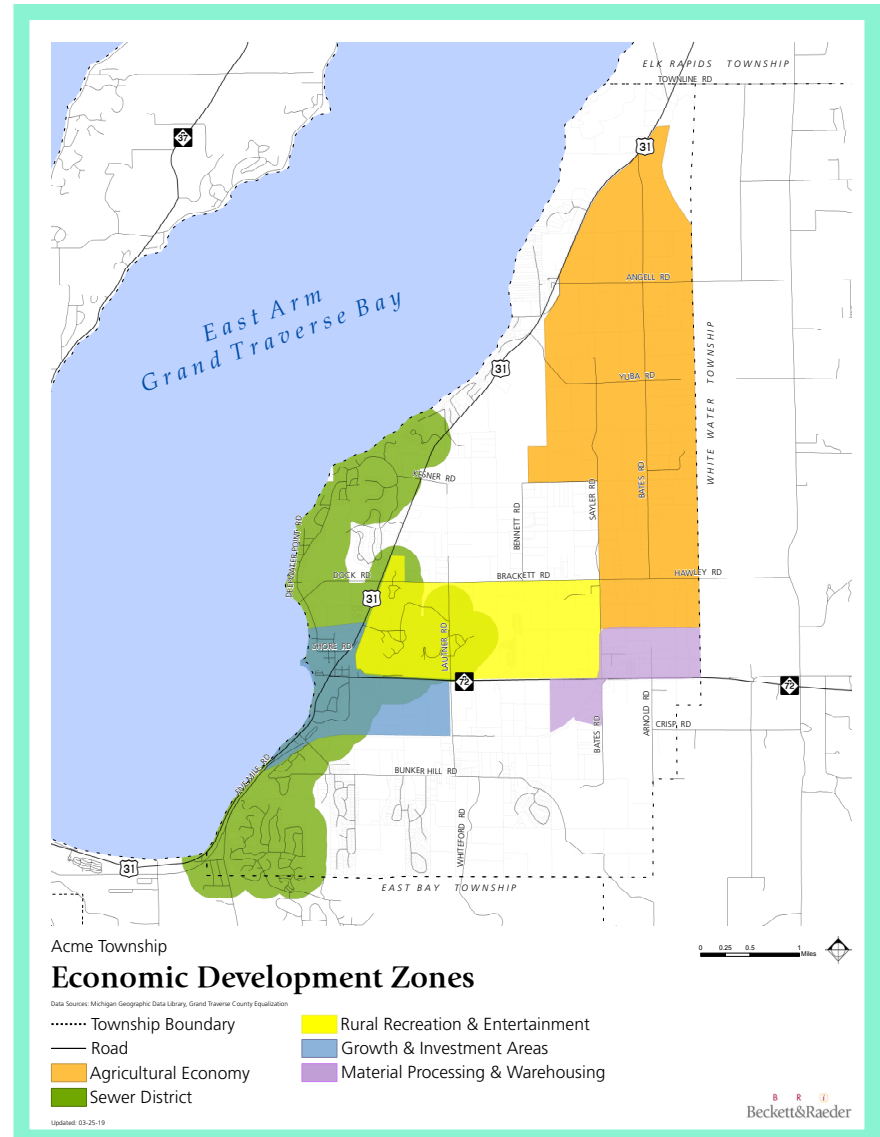 ELK RAPIDS TOWNSHIP
TOWNLINE RD
37
31
ANGELL RD
East Arm
Grand Traverse Bay
WHITE WATER TOWNSHIP
31
YUBA RD
KESNER RD
BENNETT RD
SAYLER RD
BATES RD
DEEPWATER POINT RD
DOCK RD
BRACKETT RD
HAWLEY RD
31
SHORE RD
LAUTNER RD
72
72
BATES RD
ARNOLD RD
CRISP RD
FIVE MILE RD
BUNKER HILL RD
WHITEFORD RD
31
EAST BAY TOWNSHIP
Acme Township
0 0.25 0.5 1
Miles
Economic Development Zones
Data Sources: Michigan Geographic Data Library, Grand Traverse County Equalization
Township Boundary
Road
Agricultural Economy
Sewer District
Rural Recreation & Entertainment
Growth & Investment Areas
Material Processing & Warehousing
Updated: 03-25-19
B R i
Beckett&Raeder